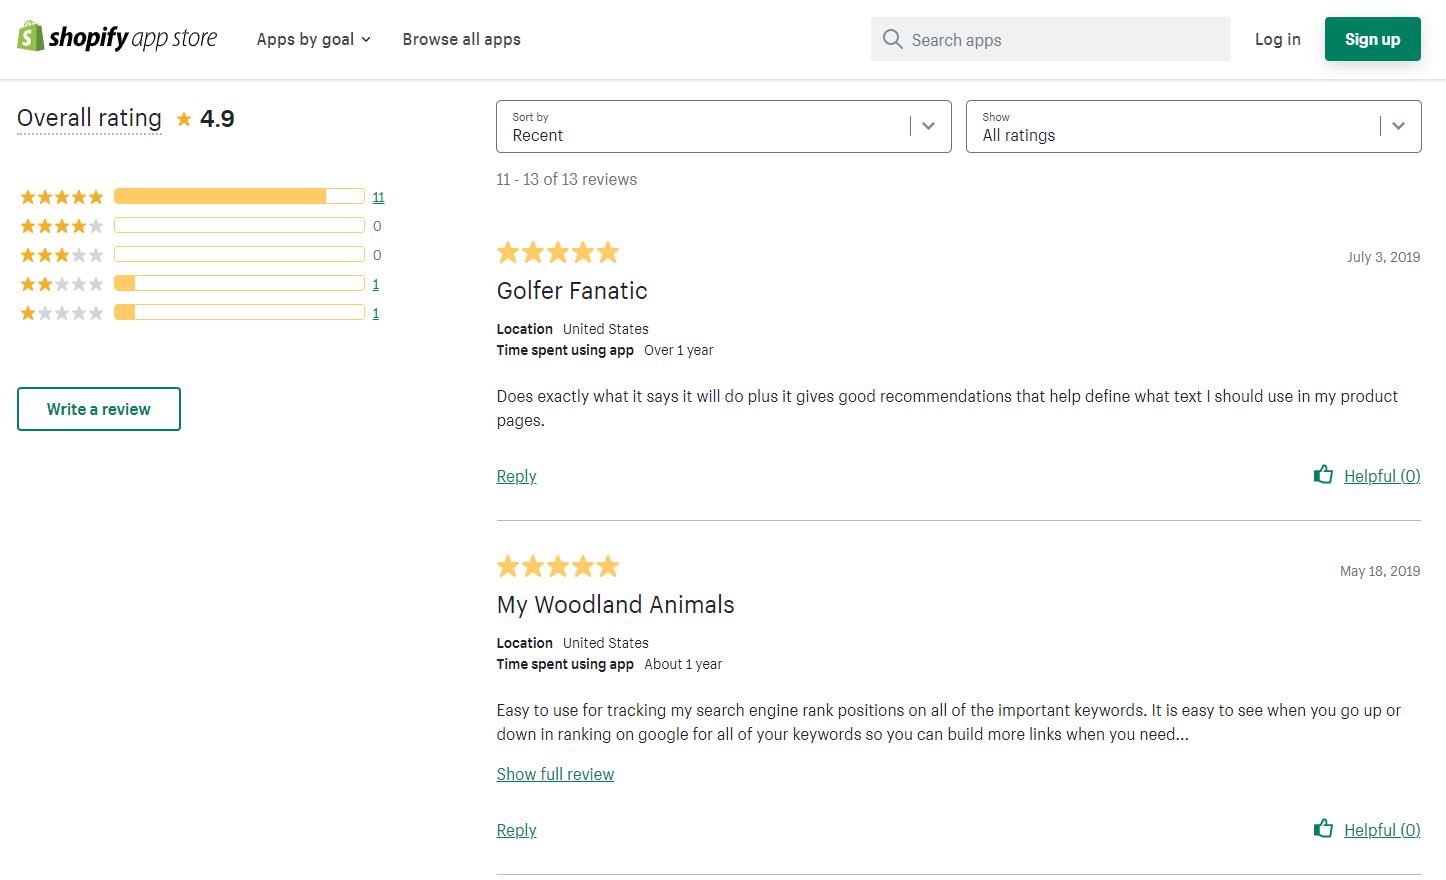 shopify app store
Apps by goal
Browse all apps
Search apps
Log in
Sign up
Overall rating 4.9
11
0
0
1
1
Write a review
Sort by
Recent
Show
All ratings
11 - 13 of 13 reviews
July 3, 2019
Golfer Fanatic
Location United States
Time spent using app Over 1 year
Does exactly what it says it will do plus it gives good recommendations that help define what text I should use in my product
pages.
Reply
Helpful (0)
May 18, 2019
My Woodland Animals
Location United States
Time spent using app About 1 year
Easy to use for tracking my search engine rank positions on all of the important keywords. It is easy to see when you go up or
down in ranking on google for all of your keywords so you can build more links when you need...
Show full review
Reply
Helpful (0)